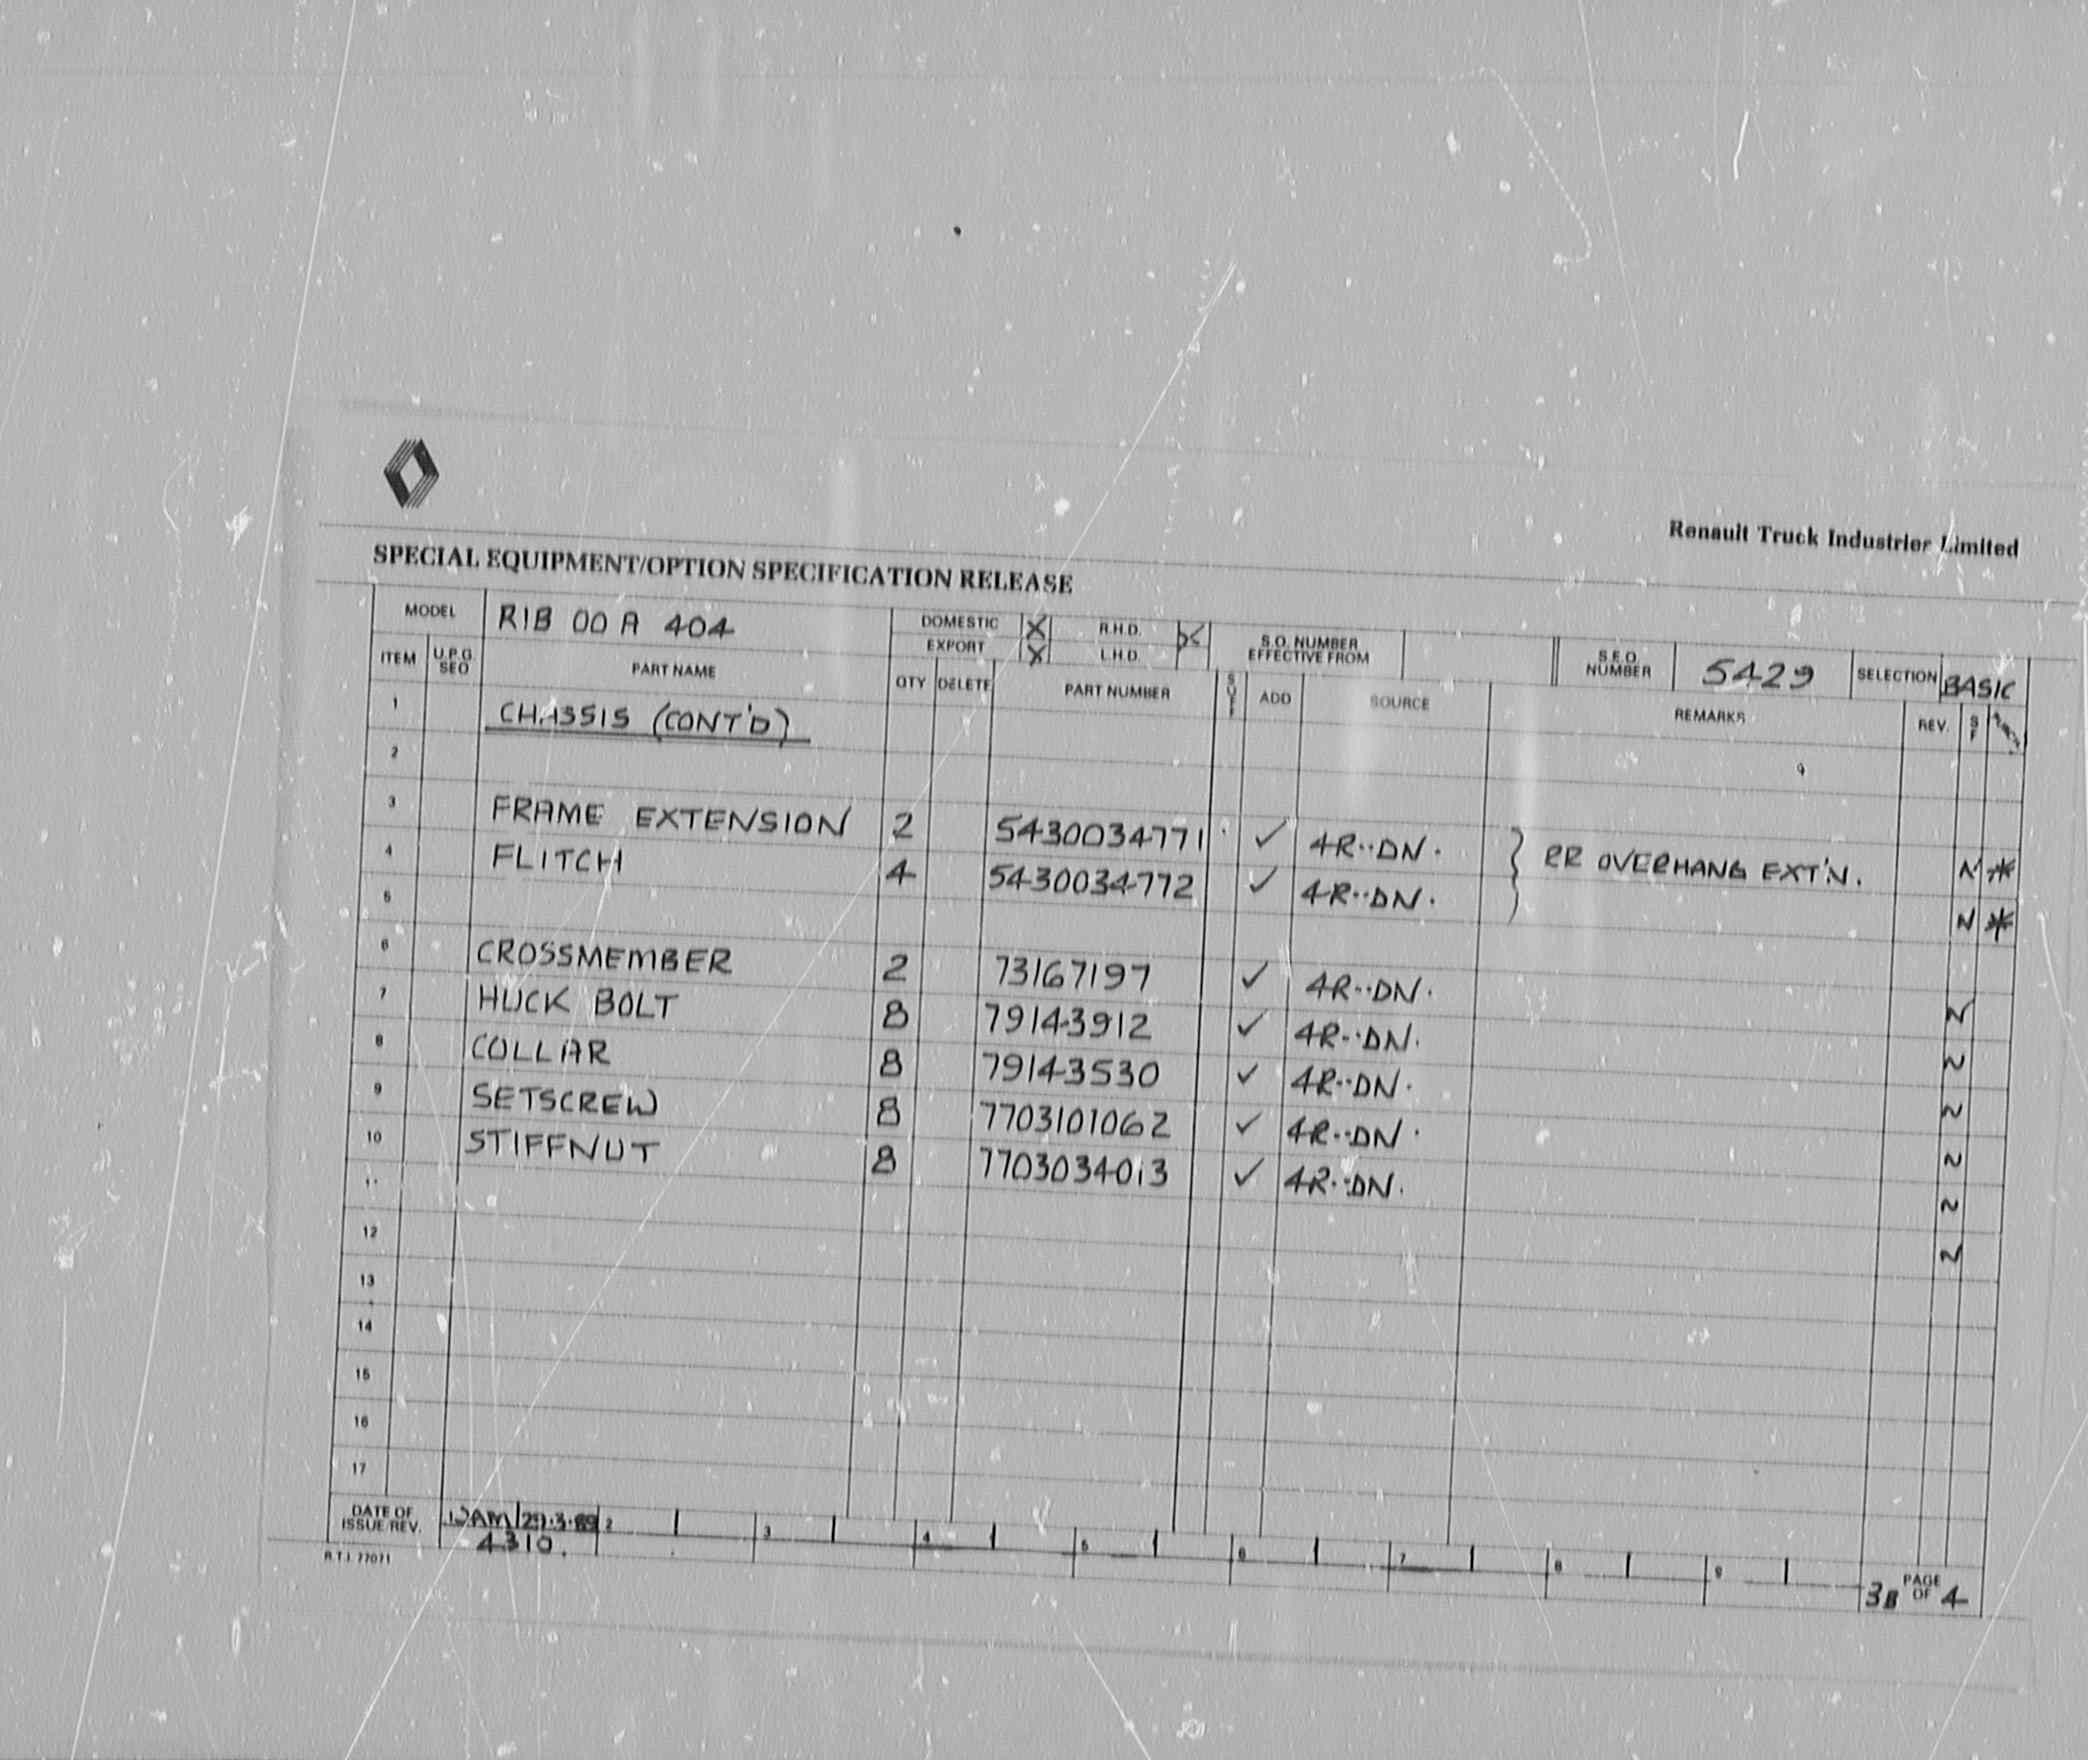 Renault Truck Industries Limited
SPECIAL EQUIPMENT/OPTION SPECIFICATION RELEASE
MODEL R1B 00 A 404 DOMESTIC X R.H.D. X S.O. NUMBER EFFECTIVE FROM S.E.O. NUMBER 5429 SELECTION BASIC
EXPORT X L.H.D.
ITEM U.P.G. SEQ PART NAME QTY DELETE PART NUMBER ADD SOURCE REMARKS REV. S F
1 CHASSIS (CONT'D)
2
3 FRAME EXTENSION 2 5430034771 ✓ 4R··DN. } RR OVERHANG EXT'N. N *
4 FLITCH 4 5430034772 ✓ 4R··DN. N *
5
6 CROSSMEMBER 2 73167197 ✓ 4R··DN. N
7 HUCK BOLT 8 79143912 ✓ 4R··DN. N
8 COLLAR 8 79143530 ✓ 4R··DN. N
9 SETSCREW 8 7703101062 ✓ 4R··DN. N
10 STIFFNUT 8 7703034013 ✓ 4R··DN. N
11 N
12
13
14
15
16
17
DATE OF ISSUE/REV. DAM 29.3.89 2 3 4 5 6 7 8 9
4310.
R.T.I. 77071
3B PAGE OF 4